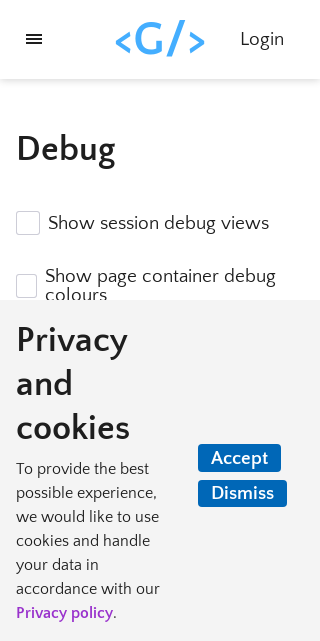 <G/>
Login
Debug
Show session debug views
Show page container debug
colours
Privacy
and
cookies
To provide the best
possible experience,
we would like to use
cookies and handle
your data in
accordance with our
Privacy policy.
Accept
Dismiss